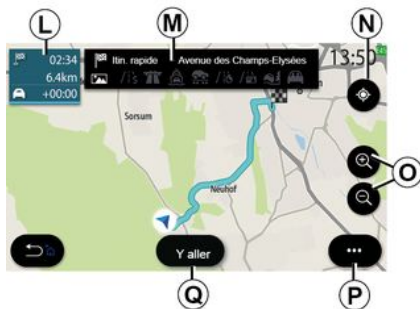 L
M
N
02:34
6.4km
+00:00
Itin. rapide Avenue des Champs-Elysées
13:50
Sorsum
Neuhof
O
Y aller
Q
P